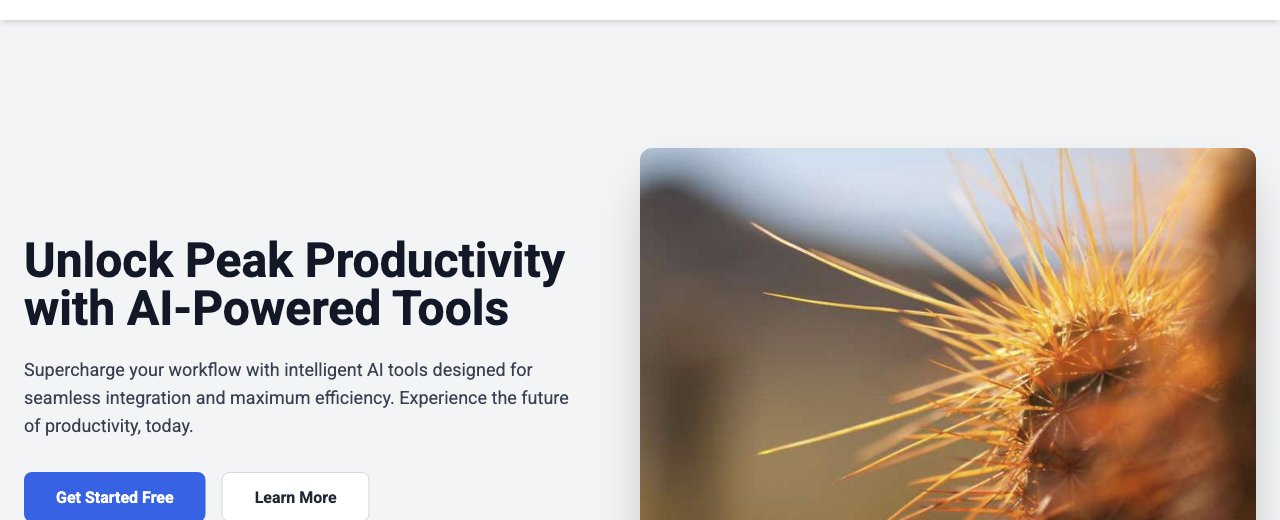 Unlock Peak Productivity
with AI-Powered Tools
Supercharge your workflow with intelligent AI tools designed for
seamless integration and maximum efficiency. Experience the future
of productivity, today.
Get Started Free
Learn More